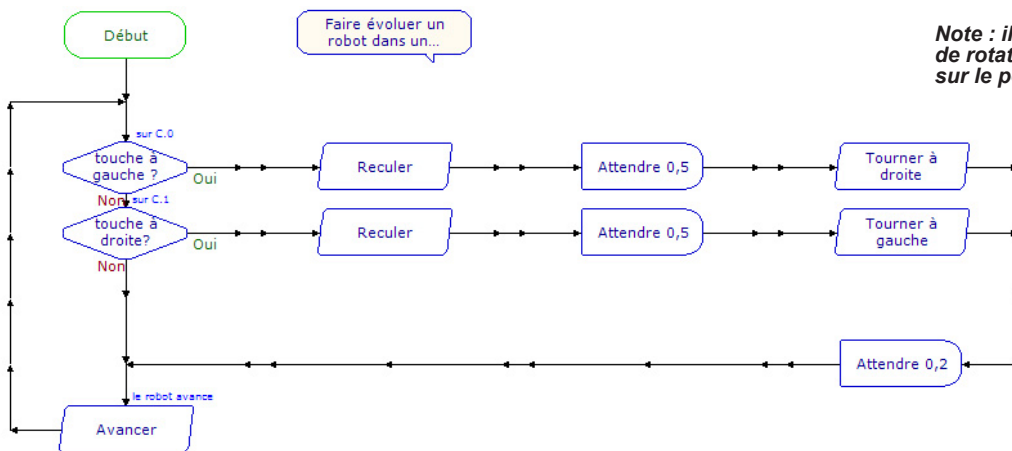 Début
Faire évoluer un
robot dans un...
Note : il
de rotat
sur le p
sur C.0
touche à
gauche ?
Oui
Reculer
Attendre 0,5
Tourner à
droite
Non
sur C.1
touche à
droite?
Oui
Reculer
Attendre 0,5
Tourner à
gauche
Non
Attendre 0,2
le robot avance
Avancer